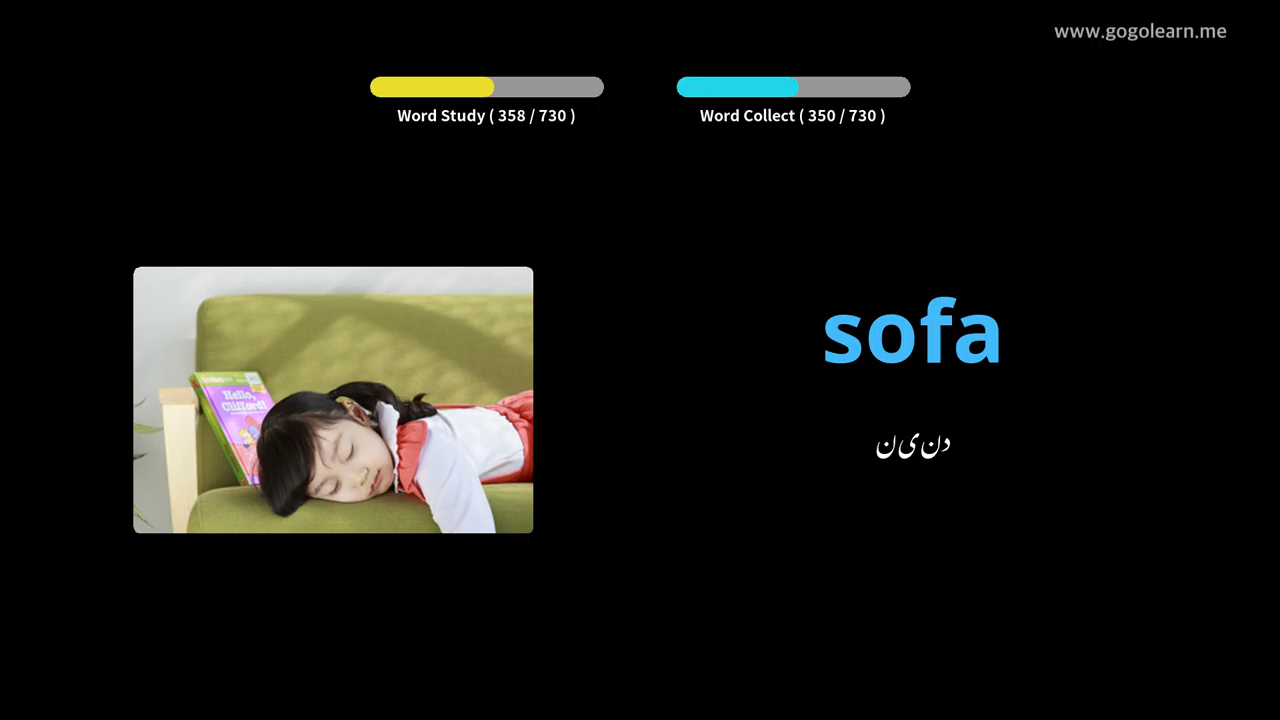 www.gogolearn.me
Word Study ( 358 / 730 )
Word Collect ( 350 / 730 )
Hello,
Clifford!
sofa
دن ی ن